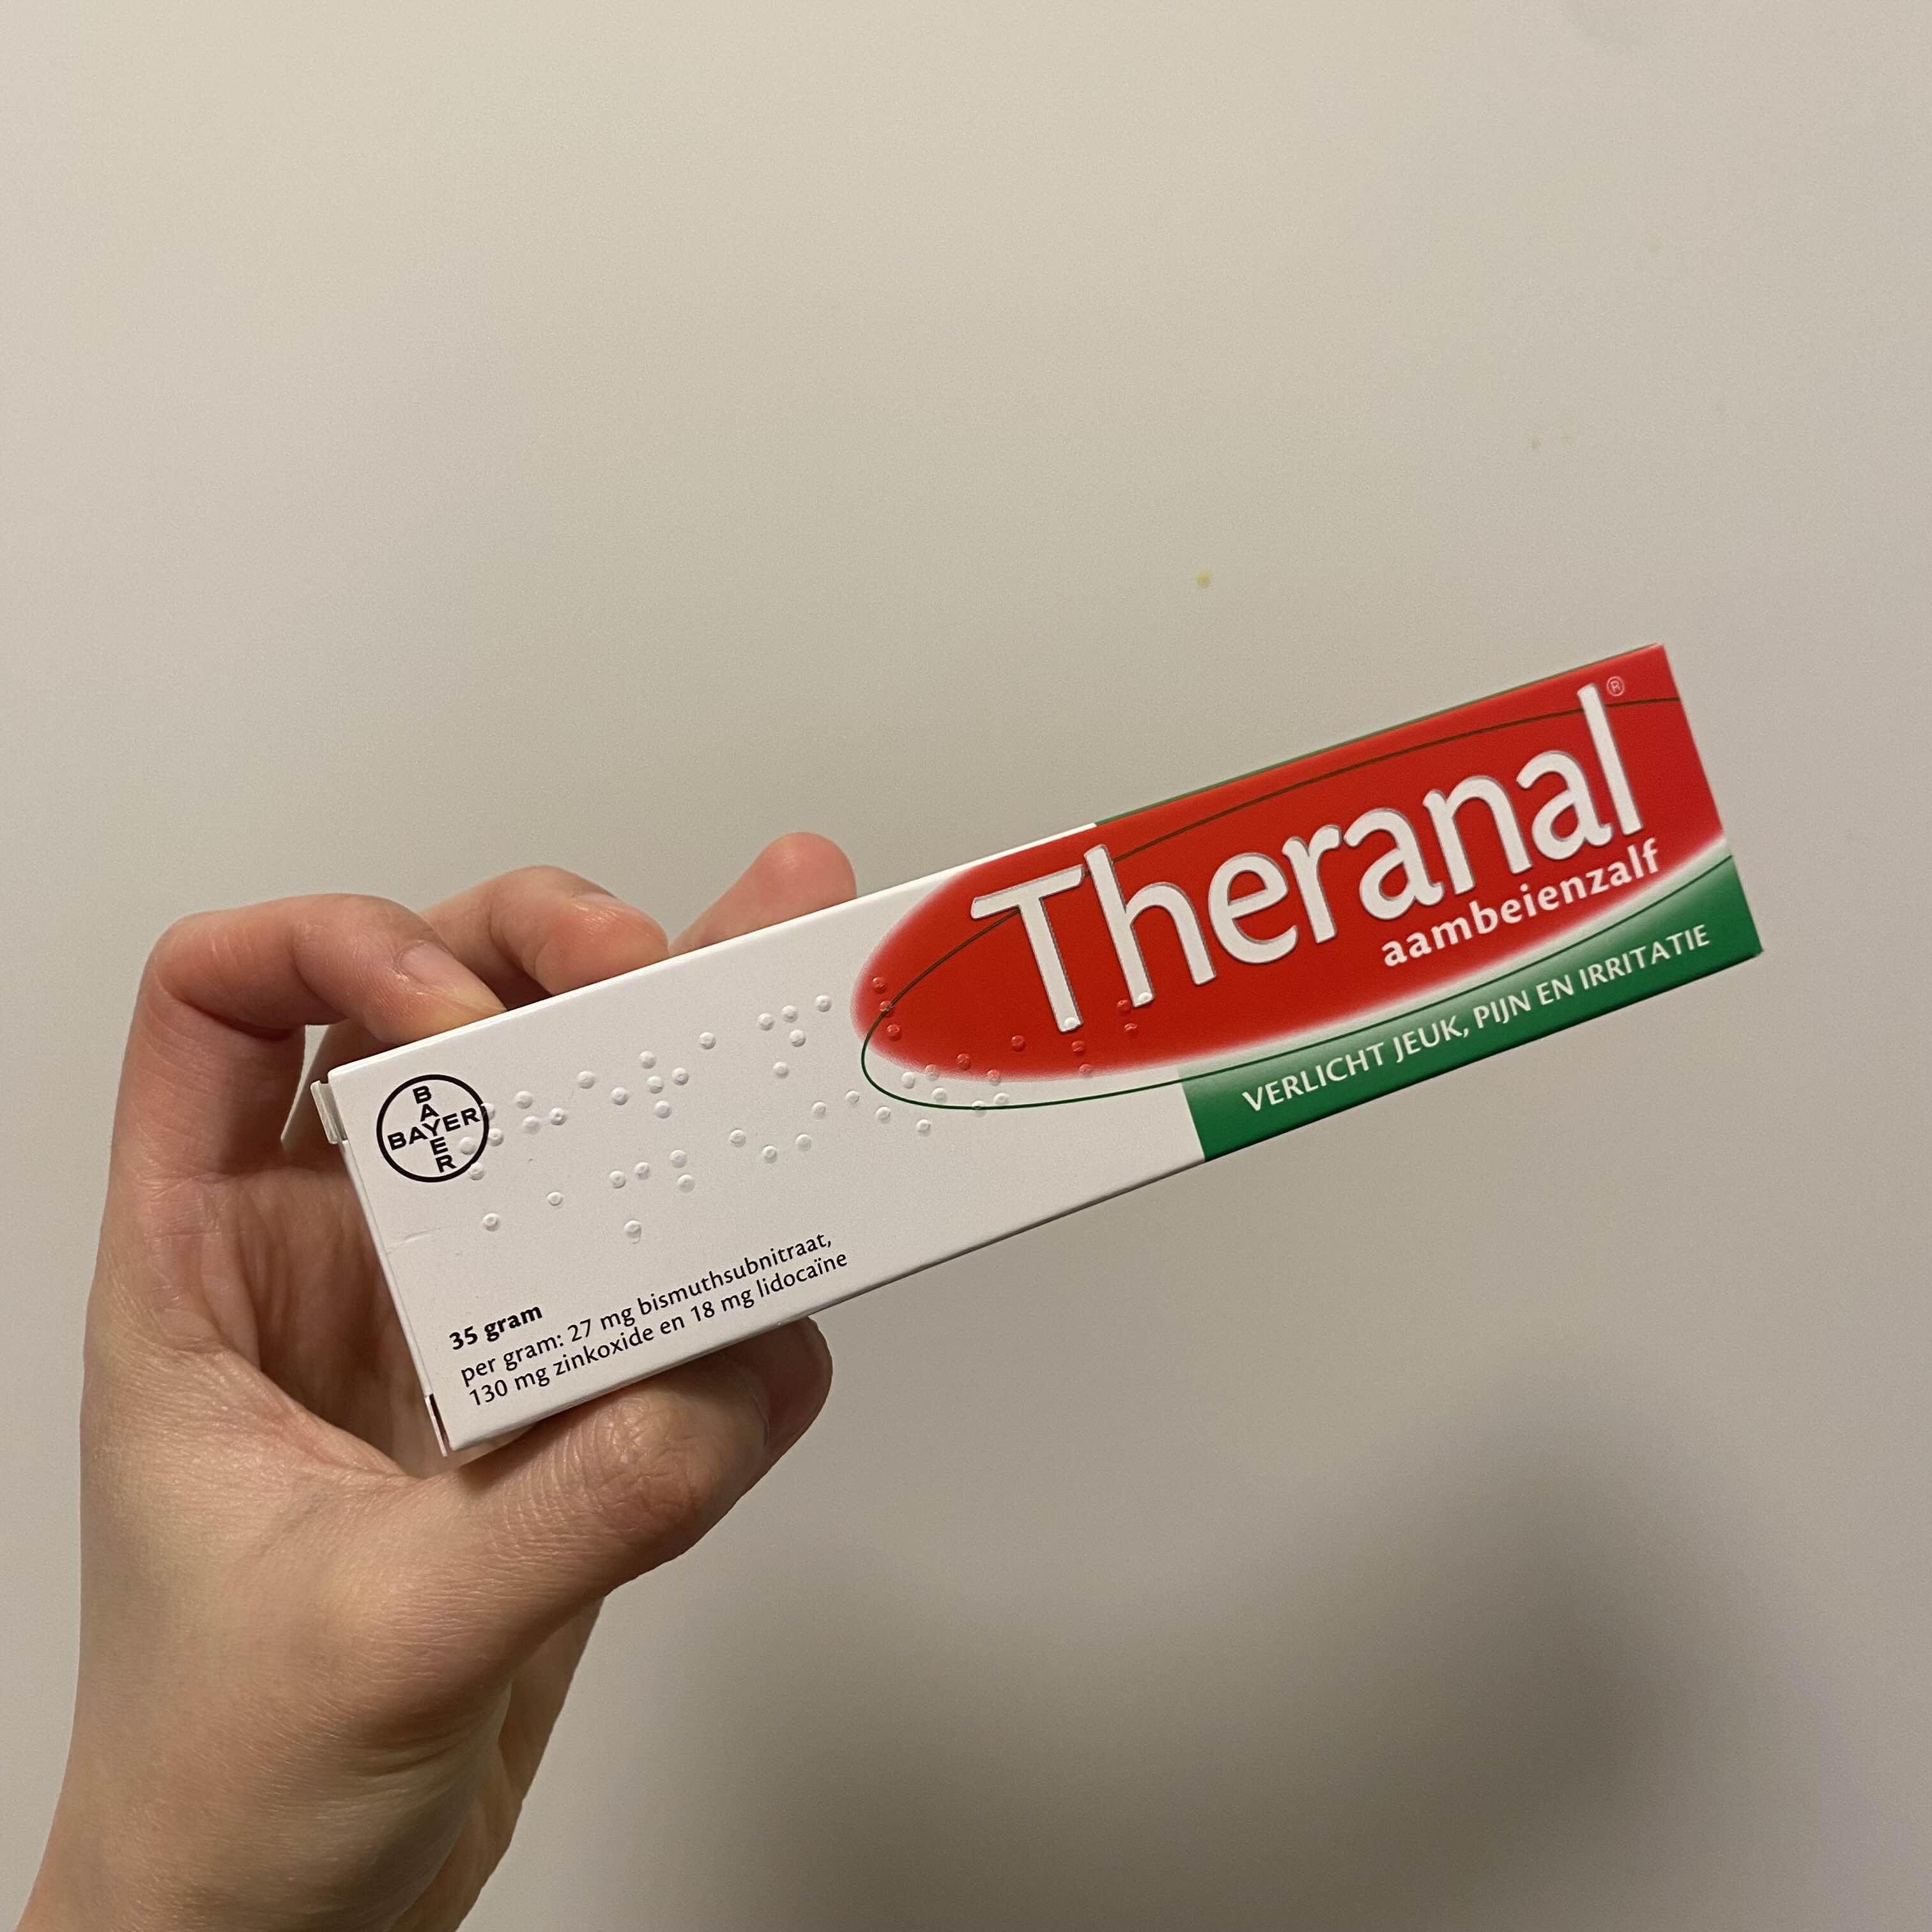 BAYER
BAYER
35 gram
per gram: 27 mg bismuthsubnitraat,
130 mg zinkoxide en 18 mg lidocaïne
Theranal®
aambeienzalf
VERLICHT JEUK, PIJN EN IRRITATIE